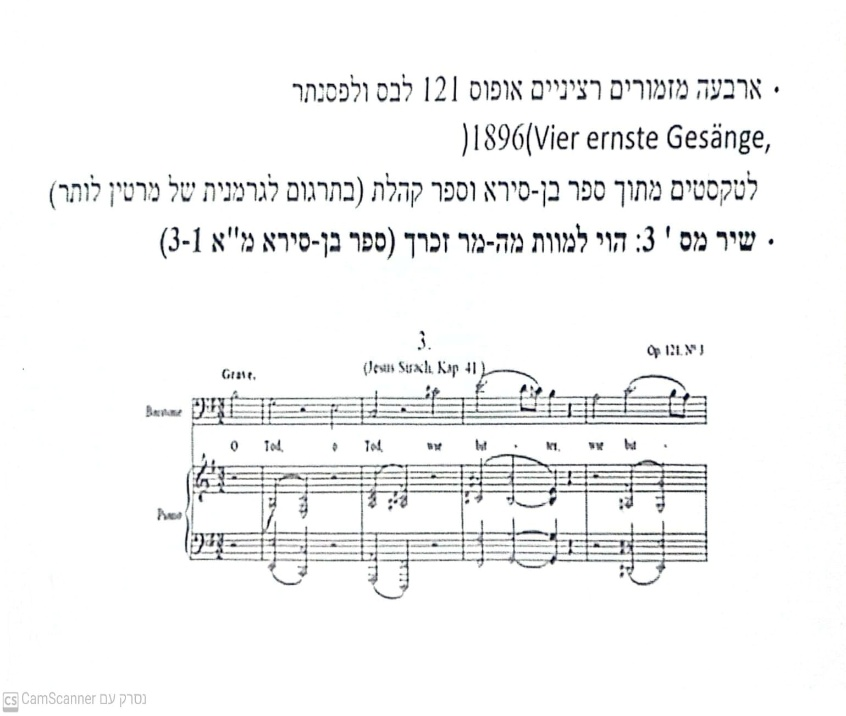 • ארבעה מזמורים רציניים אופוס 121 לבס ולפסנתר
)1896(Vier ernste Gesänge,
לטקסטים מתוך ספר בן-סירא וספר קהלת (בתרגום לגרמנית של מרטין לותר)
• שיר מס ' 3: הוי למוות מה-מר זכרך (ספר בן-סירא מ"א 3-1)
3.
Op. 121. Nº 3
(Jesus Sirach, Kap. 41)
Grave.
Baritone
O Tod, o Tod, wie bit - ter, wie bit -
Piano
CS CamScanner נסרק עם